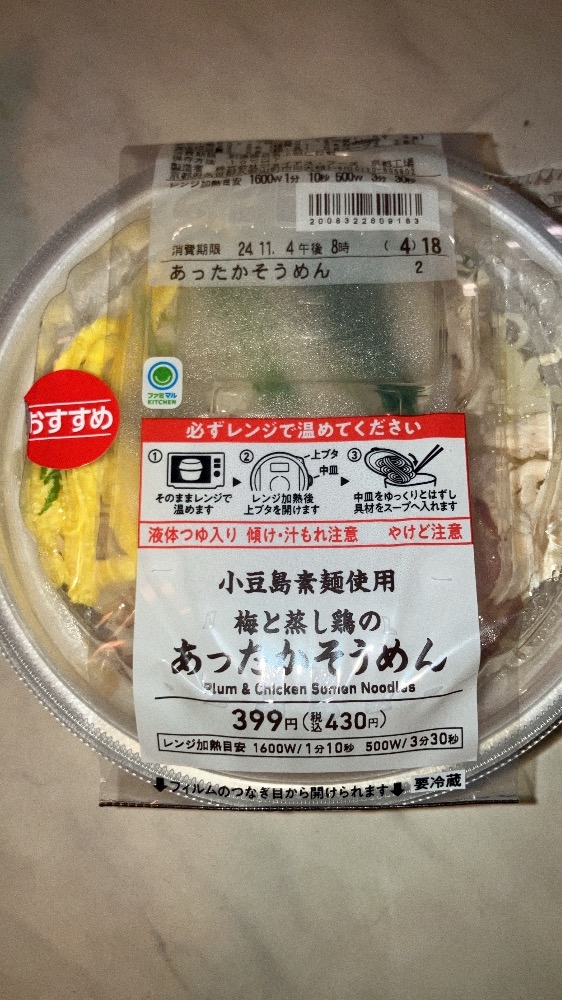 レンジ加熱目安 1600W 1分 10秒 500W 3分 30秒
2008322809183
消費期限 24.11. 4午後 8時 (4) 18
あったかそうめん 2
ファミマル
KITCHEN
おすすめ
必ずレンジで温めてください
① ② ③
上ブタ
中皿
そのままレンジで
温めます
レンジ加熱後
上ブタを開けます
中皿をゆっくりとはずし
具材をスープへ入れます
液体つゆ入り 傾け・汁もれ注意 やけど注意
小豆島素麺使用
梅と蒸し鶏の
あったかそうめん
Plum & Chicken Somen Noodles
399円(税込430円)
レンジ加熱目安 1600W/1分10秒 500W/3分30秒
⬇フィルムのつなぎ目から開けられます⬇ 要冷蔵